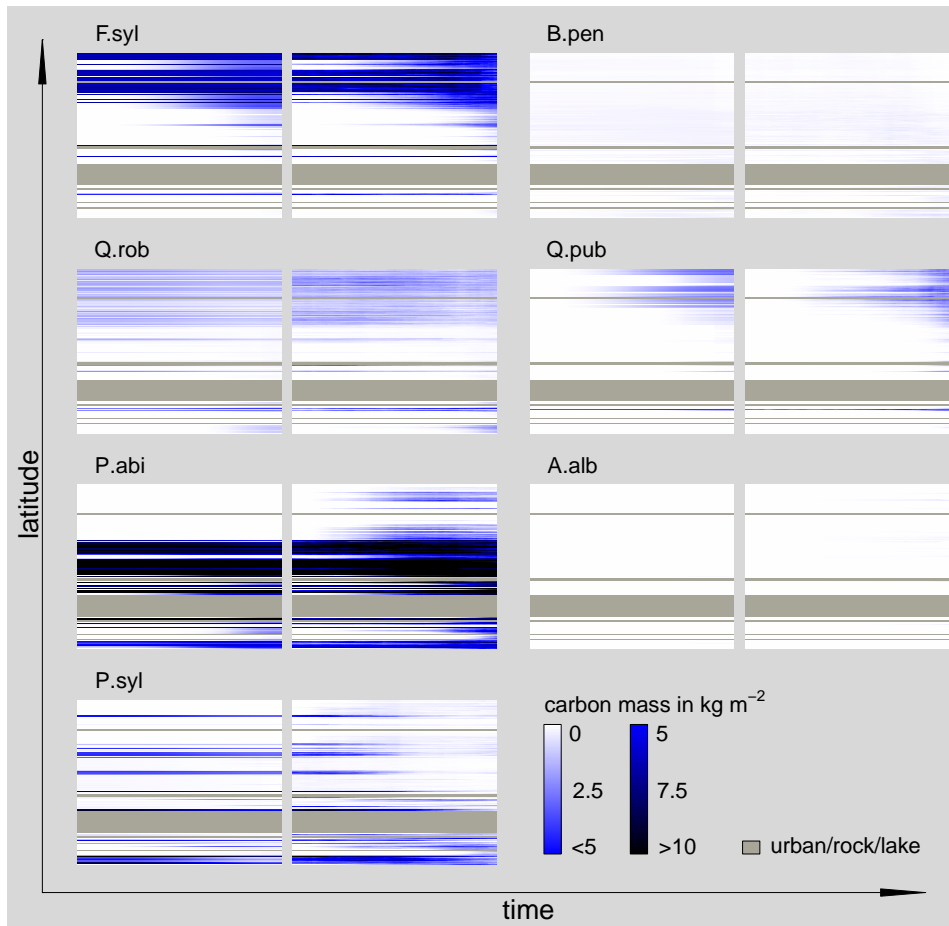 F.syl
B.pen
Q.rob
Q.pub
P.abi
A.alb
P.syl
latitude
carbon mass in kg m−2
0
5
2.5
7.5
<5
>10
urban/rock/lake
time